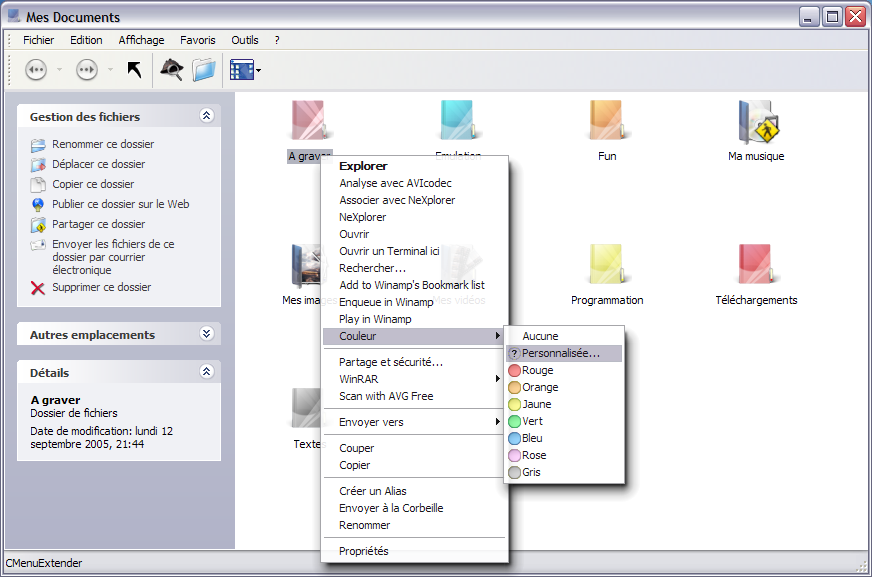 Mes Documents
Fichier Edition Affichage Favoris Outils ?
Gestion des fichiers
Renommer ce dossier
Déplacer ce dossier
Copier ce dossier
Publier ce dossier sur le Web
Partager ce dossier
Envoyer les fichiers de ce
dossier par courrier
électronique
Supprimer ce dossier
Autres emplacements
Détails
A graver
Dossier de fichiers
Date de modification: lundi 12
septembre 2005, 21:44
A graver
Emulation
Fun
Ma musique
Mes images
Mes vidéos
Programmation
Téléchargements
Textes
Explorer
Analyse avec AVIcodec
Associer avec NeXplorer
NeXplorer
Ouvrir
Ouvrir un Terminal ici
Rechercher...
Add to Winamp's Bookmark list
Enqueue in Winamp
Play in Winamp
Couleur
Partage et sécurité...
WinRAR
Scan with AVG Free
Envoyer vers
Couper
Copier
Créer un Alias
Envoyer à la Corbeille
Renommer
Propriétés
Aucune
Personnalisée...
Rouge
Orange
Jaune
Vert
Bleu
Rose
Gris
CMenuExtender